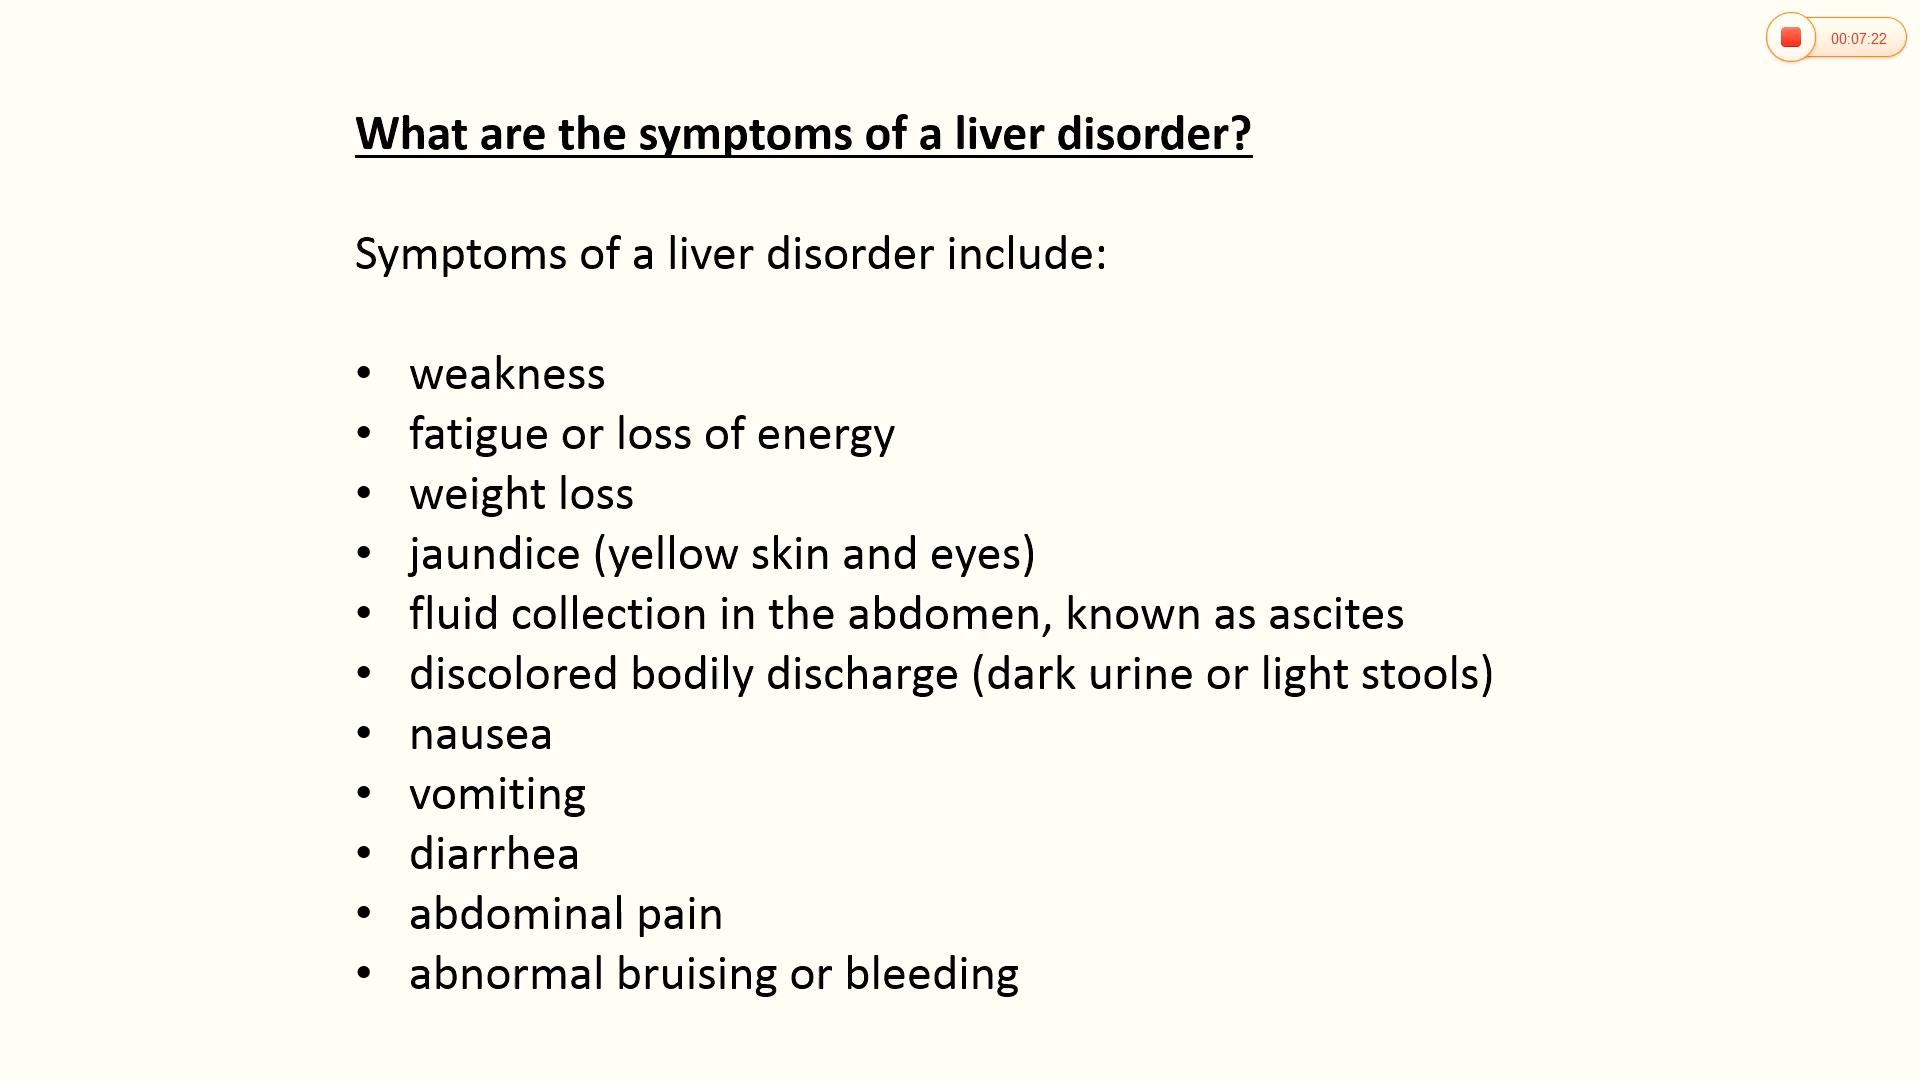 00:07:22
What are the symptoms of a liver disorder?
Symptoms of a liver disorder include:
• weakness
• fatigue or loss of energy
• weight loss
• jaundice (yellow skin and eyes)
• fluid collection in the abdomen, known as ascites
• discolored bodily discharge (dark urine or light stools)
• nausea
• vomiting
• diarrhea
• abdominal pain
• abnormal bruising or bleeding